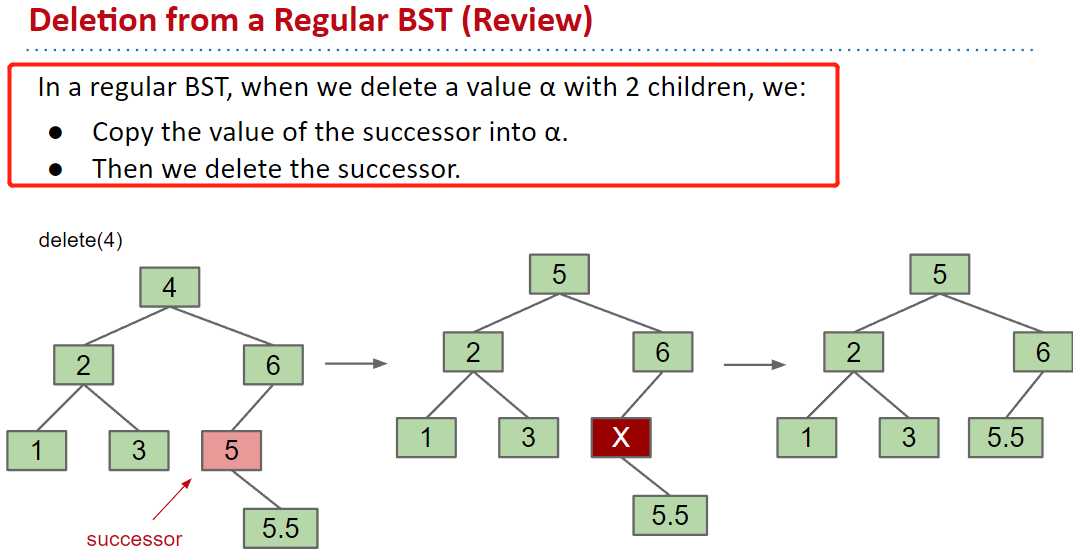 Deletion from a Regular BST (Review)
In a regular BST, when we delete a value α with 2 children, we:
● Copy the value of the successor into α.
● Then we delete the successor.
delete(4)
4
2
6
1
3
5
5.5
successor
5
2
6
1
3
X
5.5
5
2
6
1
3
5.5